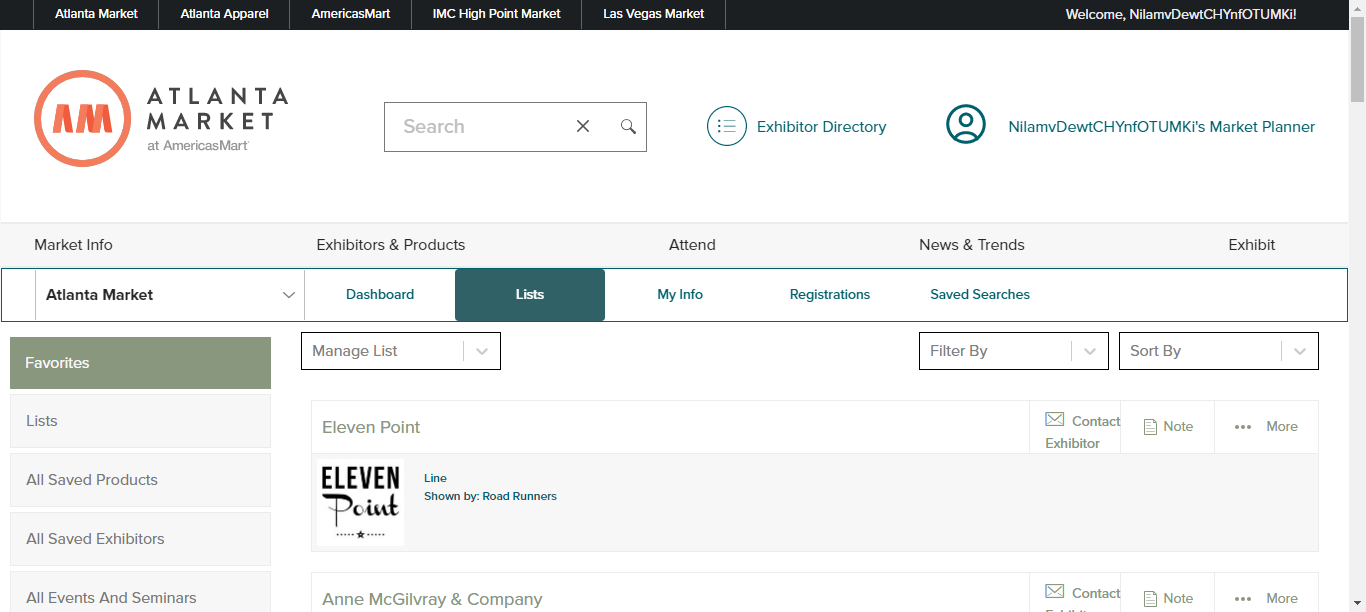 Atlanta Market Atlanta Apparel AmericasMart IMC High Point Market Las Vegas Market Welcome, NilamvDewtCHYnfOTUMKi!
AM ATLANTA
MARKET
at AmericasMart
Search
Exhibitor Directory
NilamvDewtCHYnfOTUMKi's Market Planner
Market Info Exhibitors & Products Attend News & Trends Exhibit
Atlanta Market Dashboard Lists My Info Registrations Saved Searches
Favorites
Lists
All Saved Products
All Saved Exhibitors
All Events And Seminars
Manage List Filter By Sort By
Eleven Point
Contact
Exhibitor
Note
More
ELEVEN
Point
Line
Shown by: Road Runners
Anne McGilvray & Company
Contact
Note
More